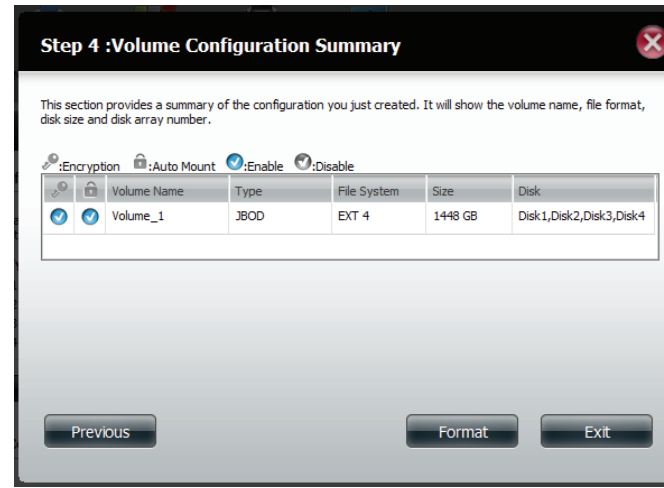 Step 4 :Volume Configuration Summary
This section provides a summary of the configuration you just created. It will show the volume name, file format,
disk size and disk array number.
:Encryption :Auto Mount :Enable :Disable
Volume Name Type File System Size Disk
Volume_1 JBOD EXT 4 1448 GB Disk1,Disk2,Disk3,Disk4
Previous Format Exit